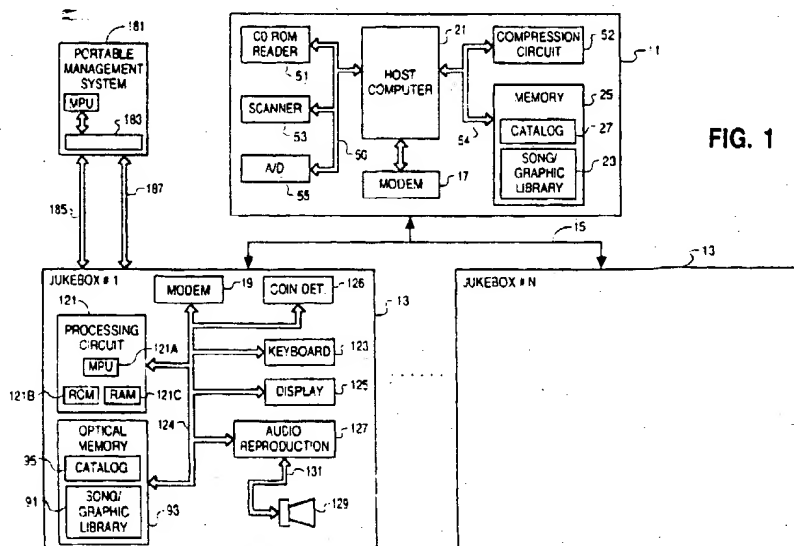 181
PORTABLE
MANAGEMENT
SYSTEM
MPU
183
185
187
CD ROM
READER
51
SCANNER
53
A/D
55
50
21
HOST
COMPUTER
MODEM
17
COMPRESSION
CIRCUIT
52
11
54
MEMORY
25
CATALOG
27
SONG/
GRAPHIC
LIBRARY
23
FIG. 1
15
JUKEBOX # 1
121
PROCESSING
CIRCUIT
MPU
121A
121B
ROM
RAM
121C
OPTICAL
MEMORY
95
CATALOG
91
SONG/
GRAPHIC
LIBRARY
93
MODEM
19
COIN DET.
126
13
KEYBOARD
123
DISPLAY
125
124
AUDIO
REPRODUCTION
127
131
129
13
JUKEBOX # N